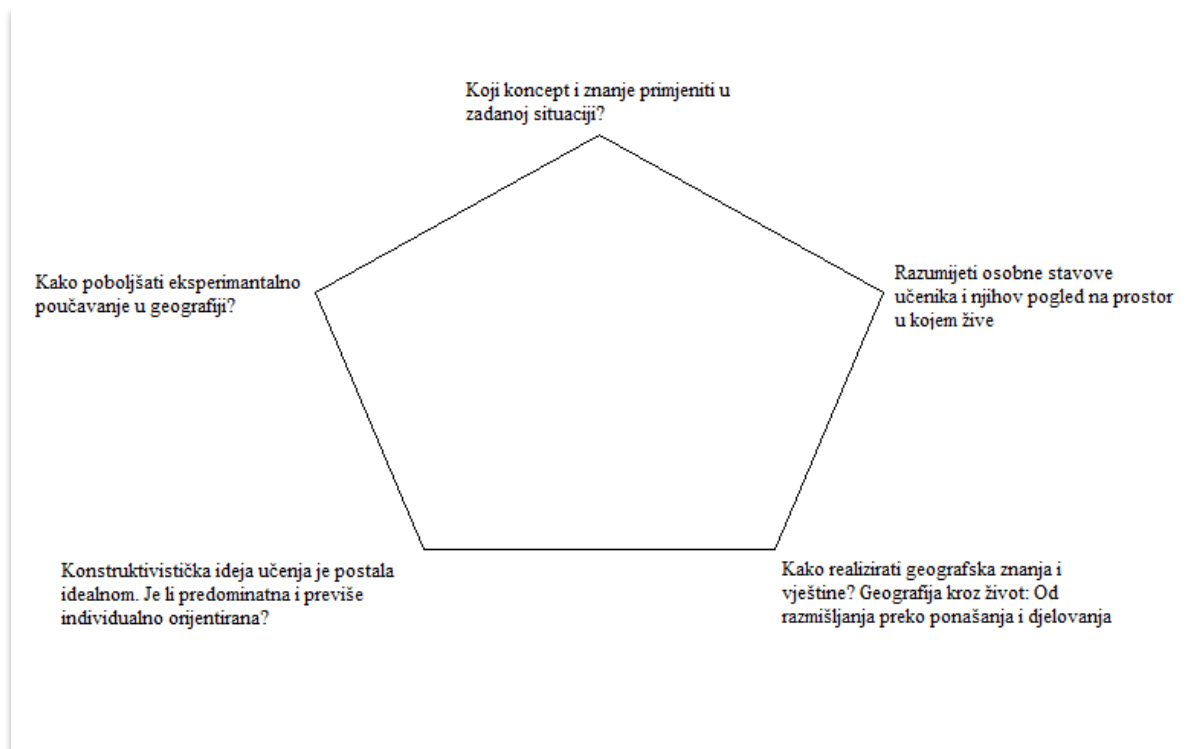 Koji koncept i znanje primjeniti u
zadanoj situaciji?
Kako poboljšati eksperimantalno
poučavanje u geografiji?
Razumijeti osobne stavove
učenika i njihov pogled na prostor
u kojem žive
Konstruktivistička ideja učenja je postala
idealnom. Je li predominatna i previše
individualno orijentirana?
Kako realizirati geografska znanja i
vještine? Geografija kroz život: Od
razmišljanja preko ponašanja i djelovanja